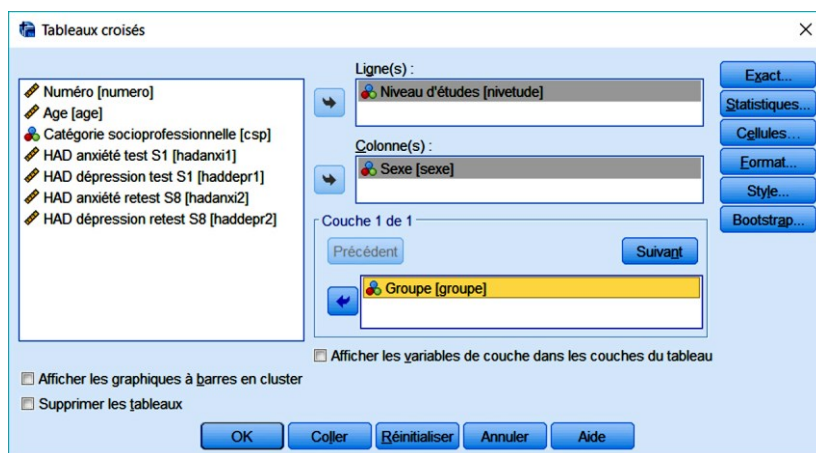 Tableaux croisés
Numéro [numero]
Age [age]
Catégorie socioprofessionnelle [csp]
HAD anxiété test S1 [hadanxi1]
HAD dépression test S1 [haddepr1]
HAD anxiété retest S8 [hadanxi2]
HAD dépression retest S8 [haddepr2]
Ligne(s) :
Niveau d'études [nivetude]
Colonne(s) :
Sexe [sexe]
Couche 1 de 1
Précédent
Suivant
Groupe [groupe]
Afficher les variables de couche dans les couches du tableau
Exact...
Statistiques...
Cellules...
Format...
Style...
Bootstrap...
Afficher les graphiques à barres en cluster
Supprimer les tableaux
OK
Coller
Réinitialiser
Annuler
Aide